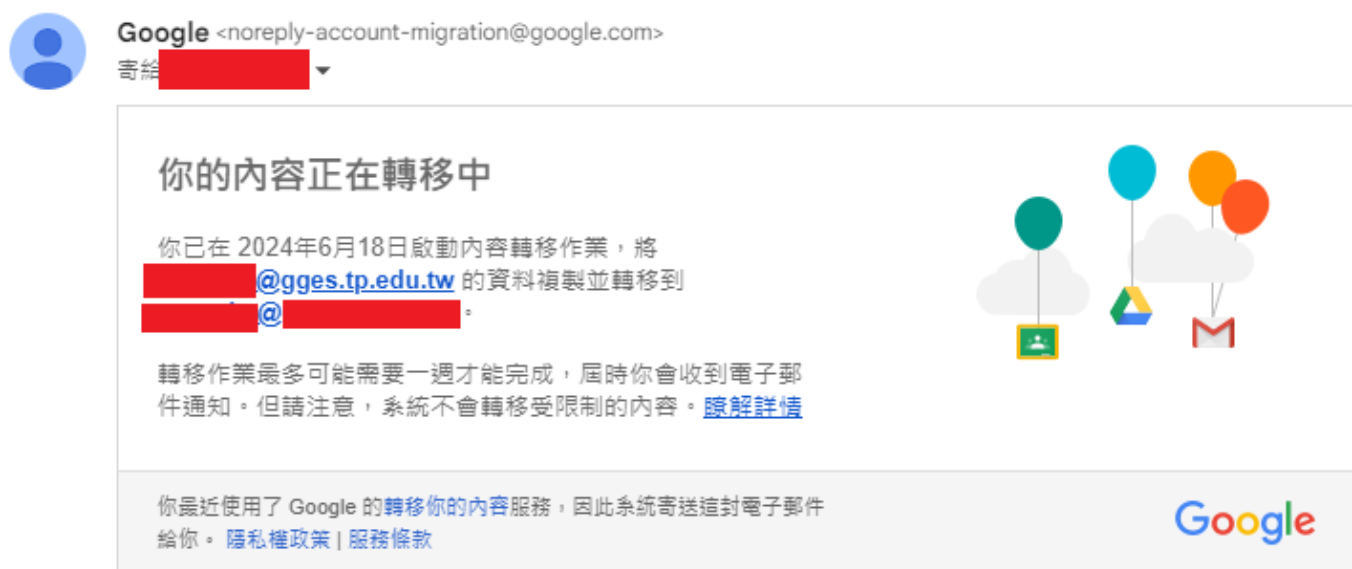 Google <noreply-account-migration@google.com>
寄給
你的內容正在轉移中
你已在 2024年6月18日啟動內容轉移作業，將
@gges.tp.edu.tw 的資料複製並轉移到
@ 。
轉移作業最多可能需要一週才能完成，屆時你會收到電子郵
件通知。但請注意，系統不會轉移受限制的內容。瞭解詳情
你最近使用了 Google 的轉移你的內容服務，因此系統寄送這封電子郵件
給你。 隱私權政策 | 服務條款
Google